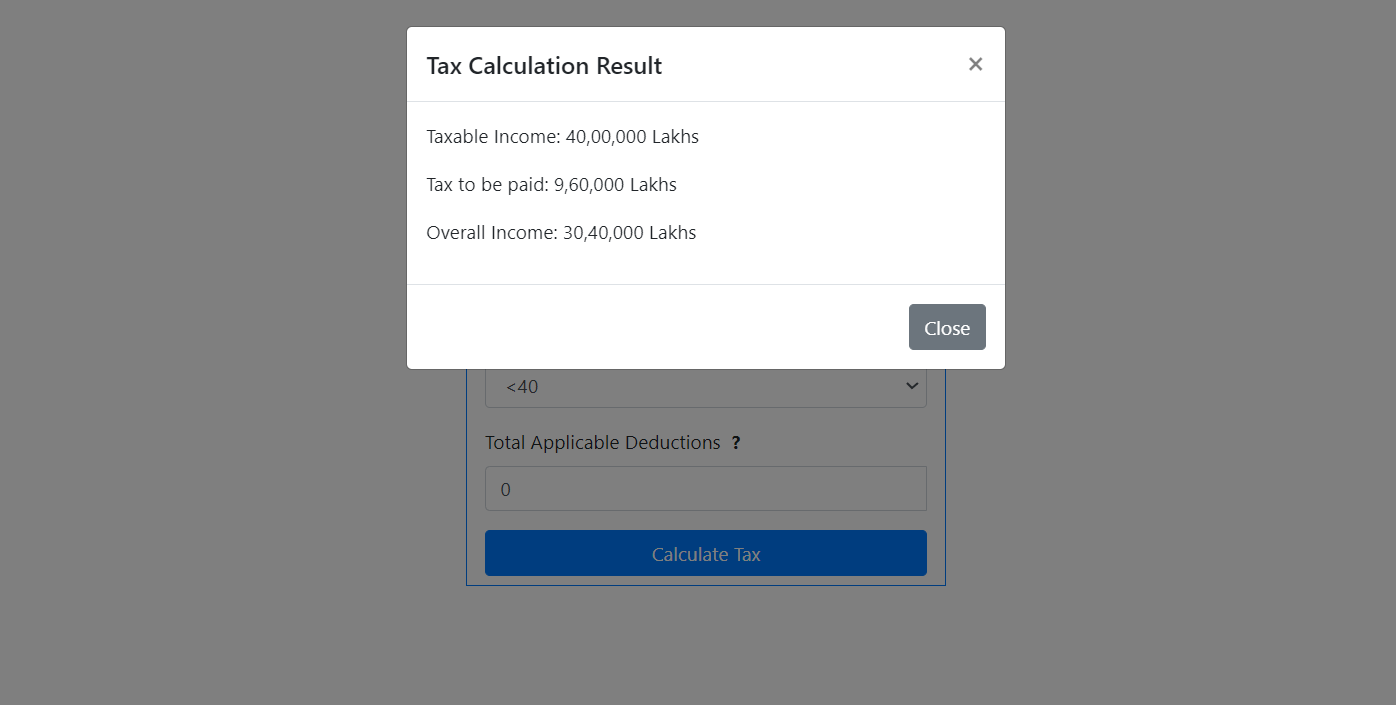 Tax Calculation Result ×
Taxable Income: 40,00,000 Lakhs
Tax to be paid: 9,60,000 Lakhs
Overall Income: 30,40,000 Lakhs
Close
<40
Total Applicable Deductions ?
0
Calculate Tax